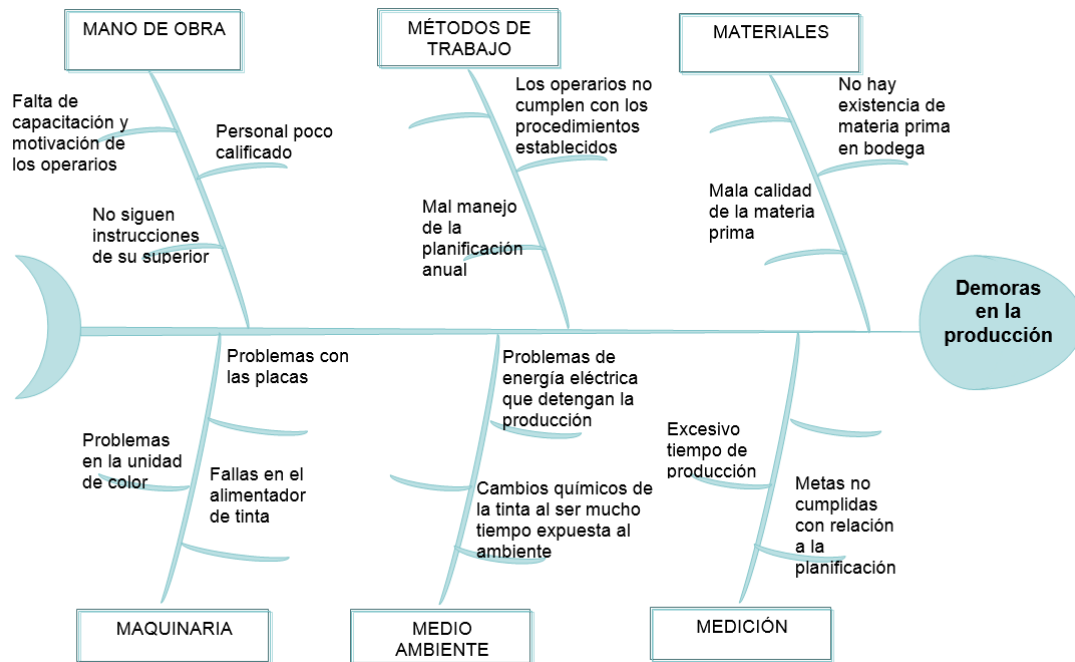 MANO DE OBRA
MÉTODOS DE
TRABAJO
MATERIALES
Falta de
capacitación y
motivación de
los operarios
Personal poco
calificado
No siguen
instrucciones
de su superior
Los operarios no
cumplen con los
procedimientos
establecidos
Mal manejo
de la
planificación
anual
No hay
existencia de
materia prima
en bodega
Mala calidad
de la materia
prima
Demoras
en la
producción
Problemas con
las placas
Problemas
en la unidad
de color
Fallas en el
alimentador
de tinta
Problemas de
energía eléctrica
que detengan la
producción
Cambios químicos de
la tinta al ser mucho
tiempo expuesta al
ambiente
Excesivo
tiempo de
producción
Metas no
cumplidas
con relación
a la
planificación
MAQUINARIA
MEDIO
AMBIENTE
MEDICIÓN